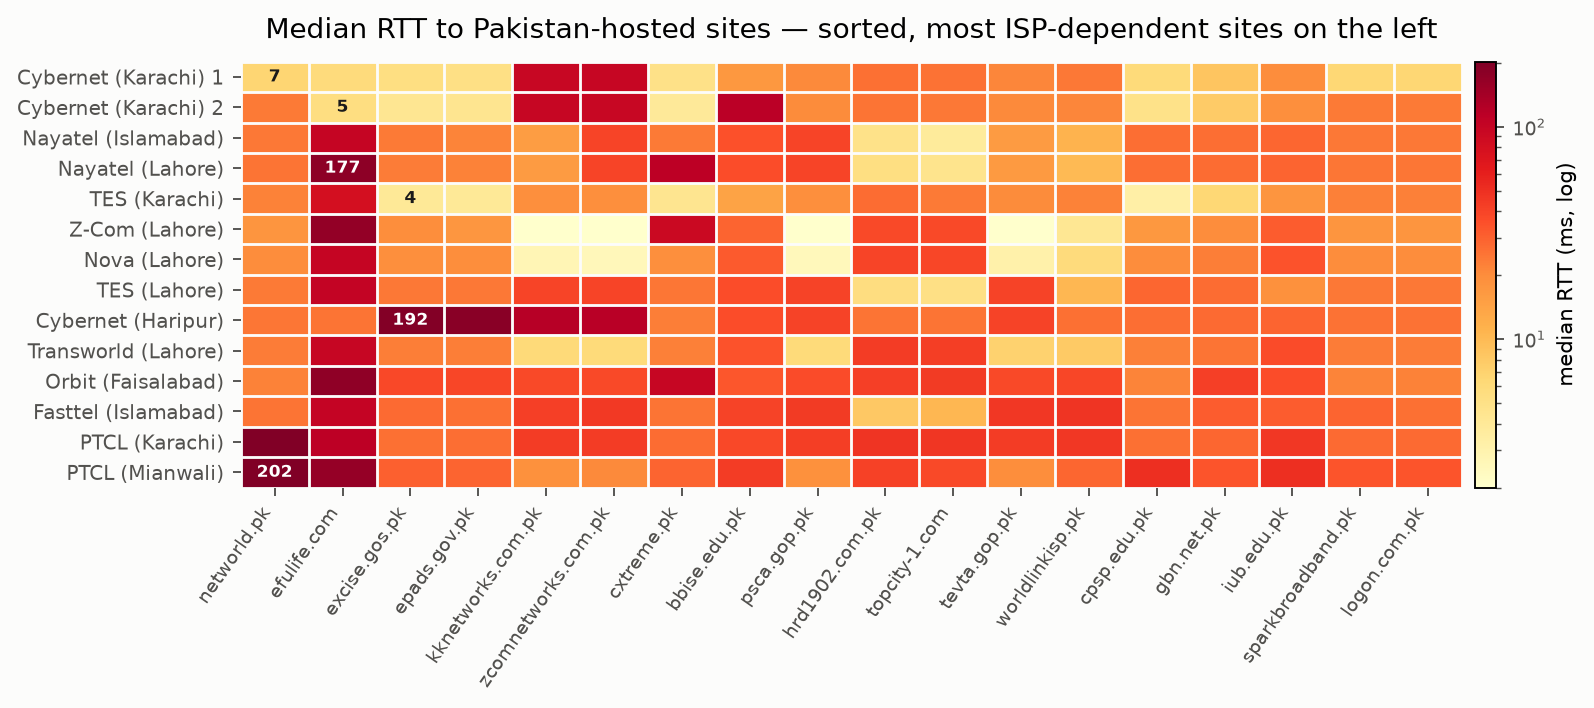 Median RTT to Pakistan-hosted sites — sorted, most ISP-dependent sites on the left
Cybernet (Karachi) 1
7
Cybernet (Karachi) 2
5
Nayatel (Islamabad)
Nayatel (Lahore)
177
TES (Karachi)
4
Z-Com (Lahore)
Nova (Lahore)
TES (Lahore)
Cybernet (Haripur)
192
Transworld (Lahore)
Orbit (Faisalabad)
Fasttel (Islamabad)
PTCL (Karachi)
PTCL (Mianwali)
202
networld.pk
efulife.com
excise.gos.pk
epads.gov.pk
kknetworks.com.pk
zcomnetworks.com.pk
cxtreme.pk
bbise.edu.pk
psca.gop.pk
hrd1902.com.pk
topcity-1.com
tevta.gop.pk
worldlinkisp.pk
cpsp.edu.pk
gbn.net.pk
iub.edu.pk
sparkbroadband.pk
logon.com.pk
10²
10¹
median RTT (ms, log)